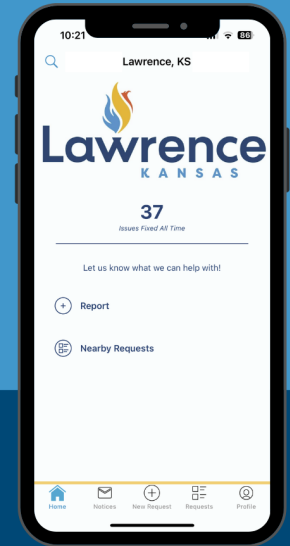 10:21
86
Lawrence, KS
Lawrence
KANSAS
37
Issues Fixed All Time
Let us know what we can help with!
Report
Nearby Requests
Home Notices New Request Requests Profile